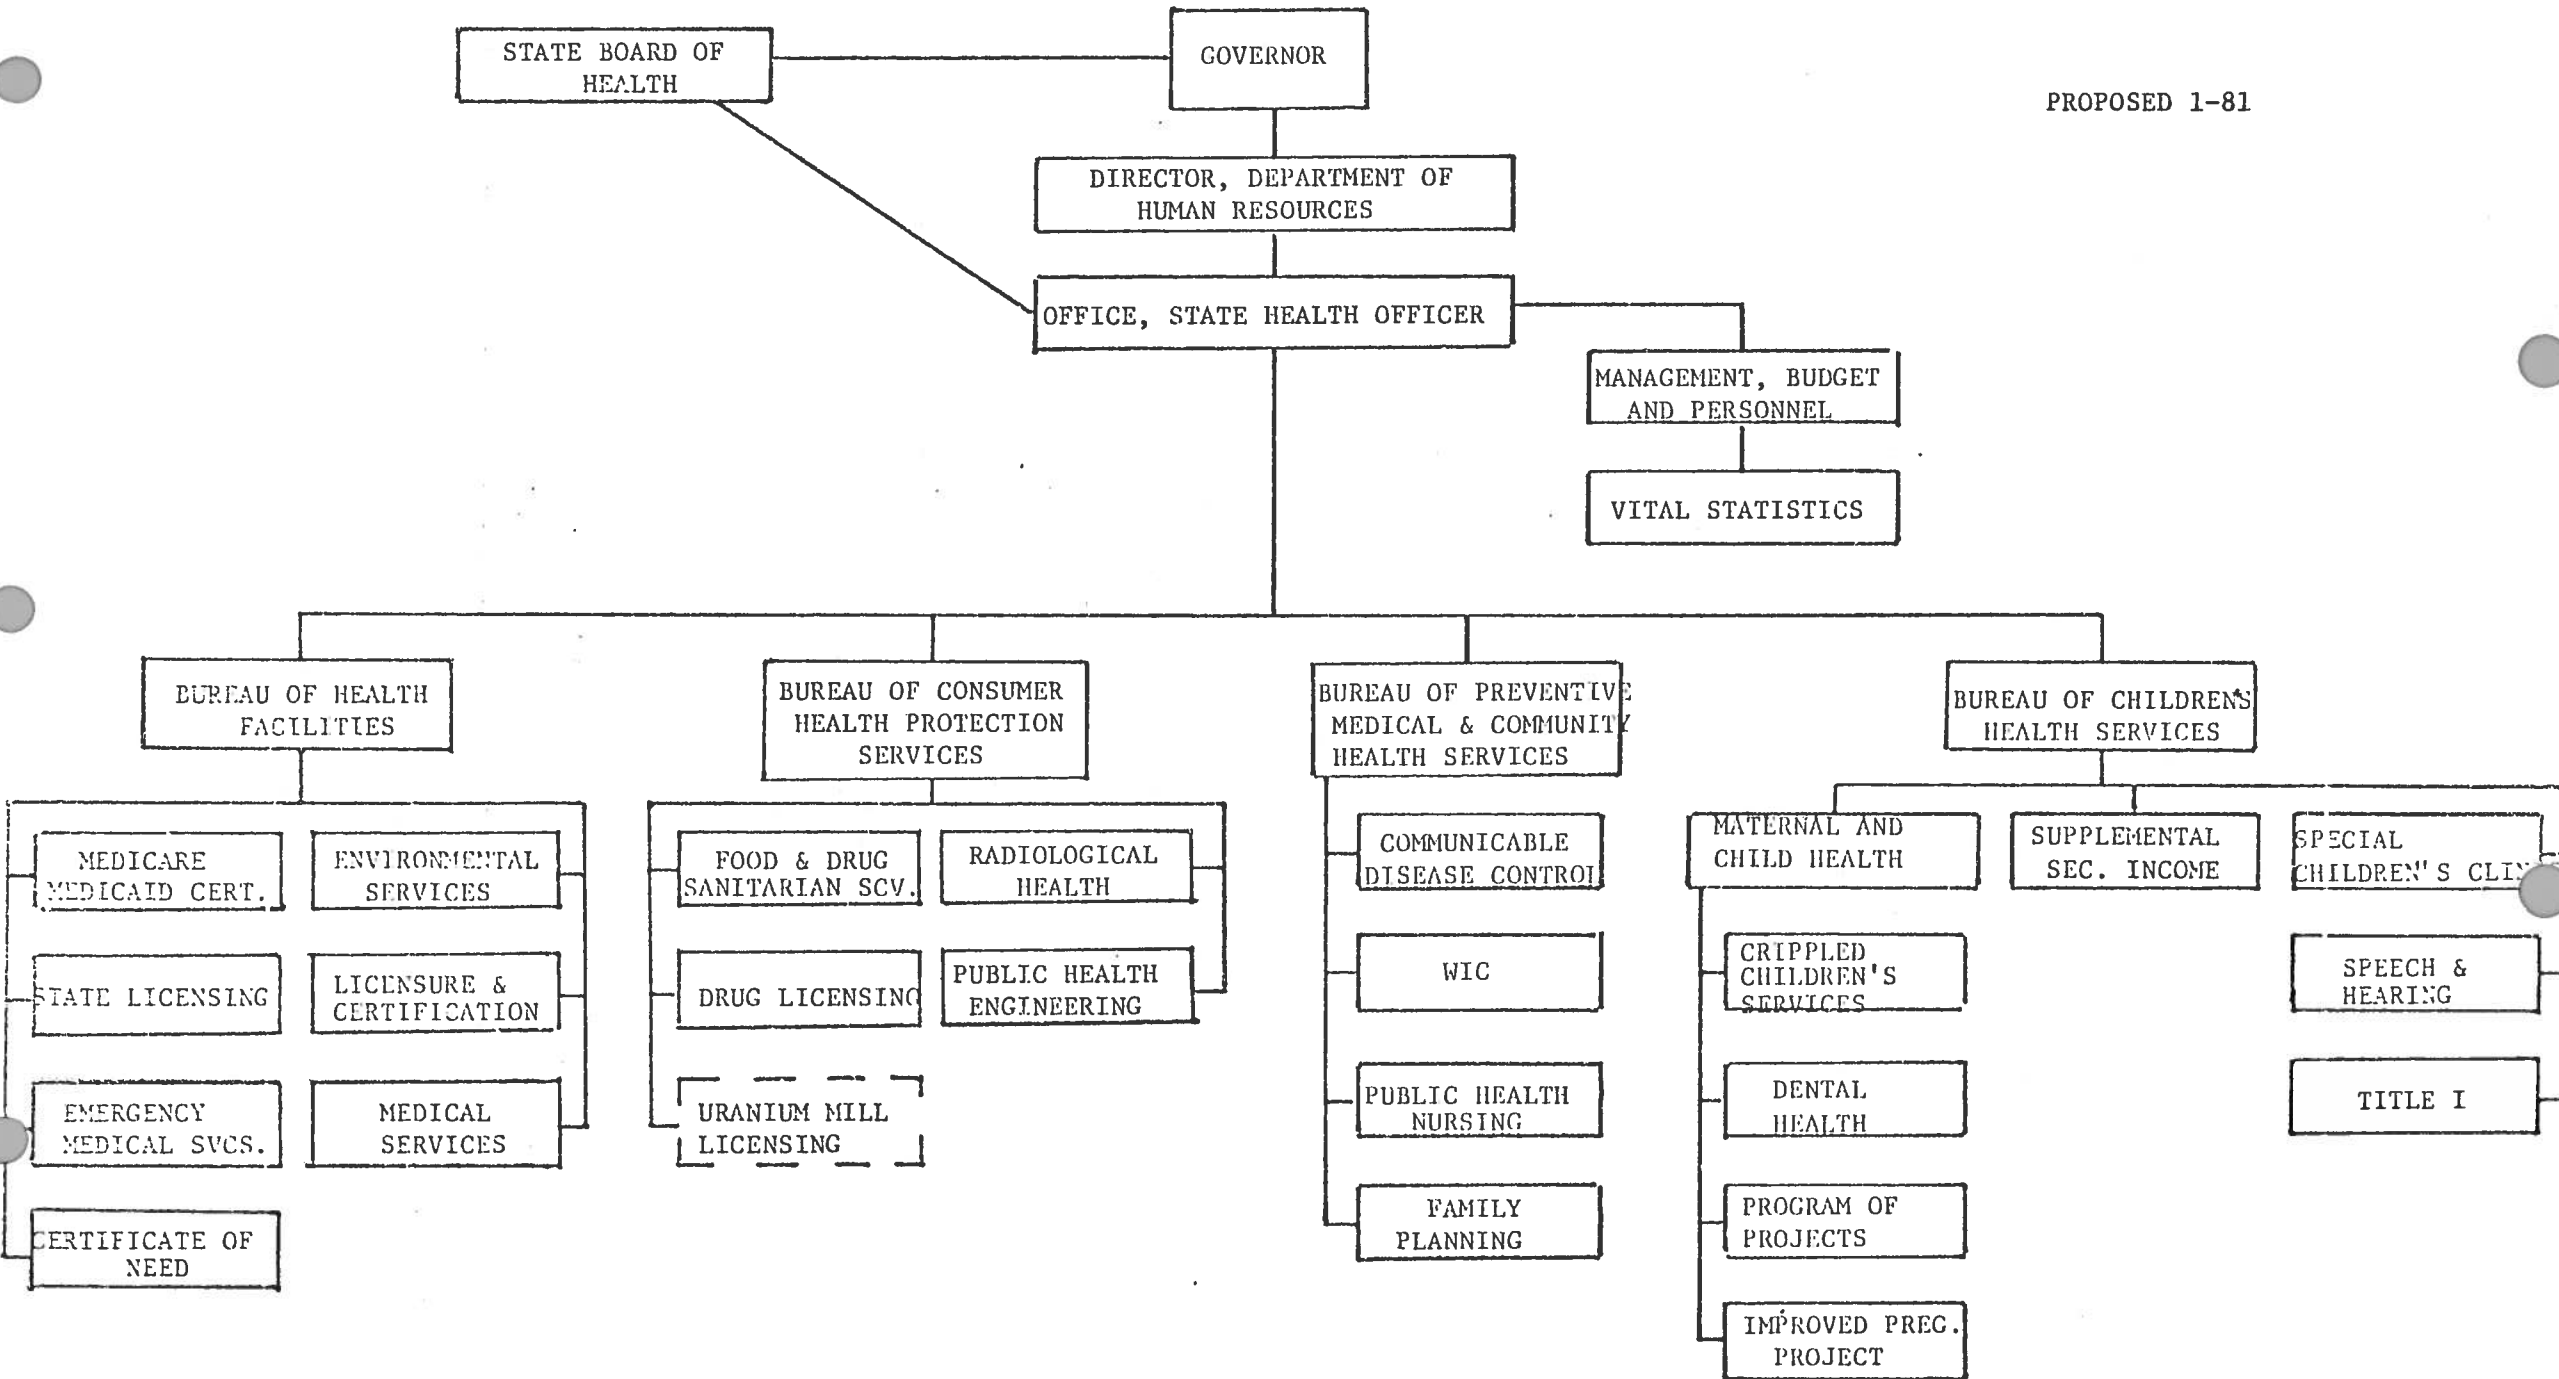 STATE BOARD OF
HEALTH
GOVERNOR
PROPOSED 1-81
DIRECTOR, DEPARTMENT OF
HUMAN RESOURCES
OFFICE, STATE HEALTH OFFICER
MANAGEMENT, BUDGET
AND PERSONNEL
VITAL STATISTICS
BUREAU OF HEALTH
FACILITIES
BUREAU OF CONSUMER
HEALTH PROTECTION
SERVICES
BUREAU OF PREVENTIVE
MEDICAL & COMMUNITY
HEALTH SERVICES
BUREAU OF CHILDREN'S
HEALTH SERVICES
MEDICARE
MEDICAID CERT.
ENVIRONMENTAL
SERVICES
STATE LICENSING
LICENSURE &
CERTIFICATION
EMERGENCY
MEDICAL SVCS.
MEDICAL
SERVICES
CERTIFICATE OF
NEED
FOOD & DRUG
SANITARIAN SCV.
RADIOLOGICAL
HEALTH
DRUG LICENSING
PUBLIC HEALTH
ENGINEERING
URANIUM MILL
LICENSING
COMMUNICABLE
DISEASE CONTROL
WIC
PUBLIC HEALTH
NURSING
FAMILY
PLANNING
MATERNAL AND
CHILD HEALTH
CRIPPLED
CHILDREN'S
SERVICES
DENTAL
HEALTH
PROGRAM OF
PROJECTS
IMPROVED PREG.
PROJECT
SUPPLEMENTAL
SEC. INCOME
SPECIAL
CHILDREN'S
SPEECH &
HEARING
TITLE I